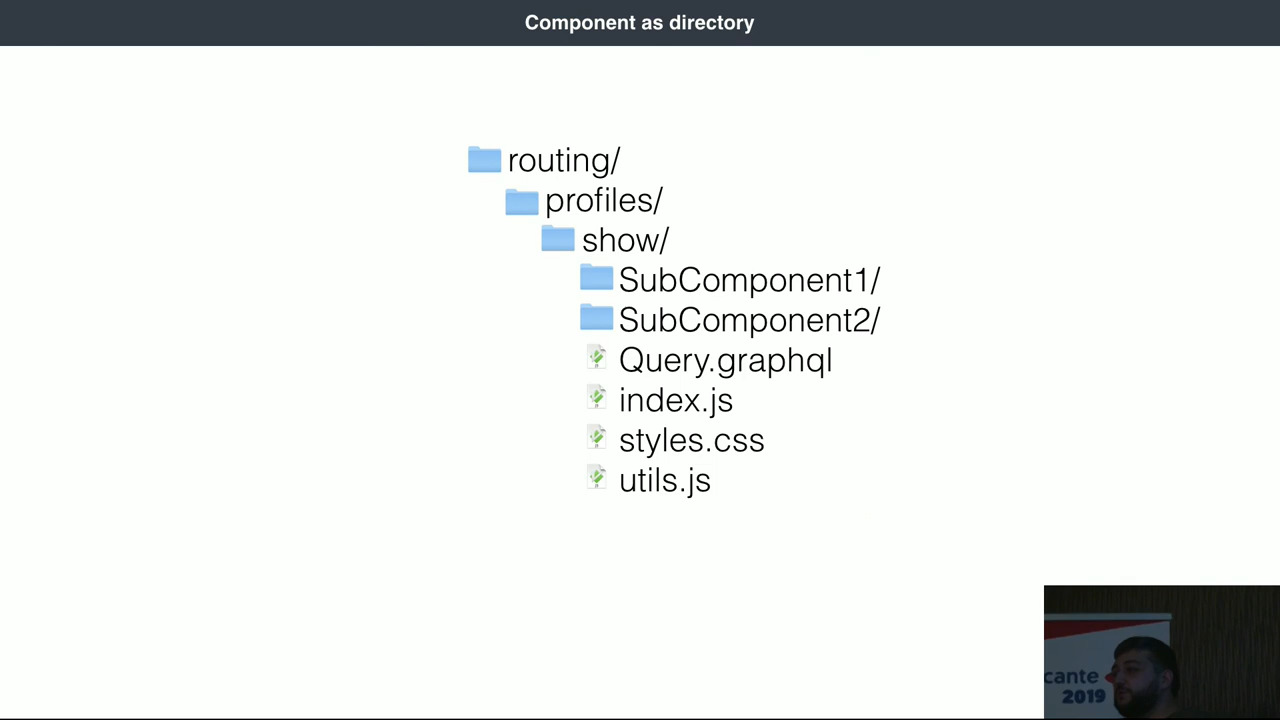 Component as directory
routing/
profiles/
show/
SubComponent1/
SubComponent2/
Query.graphql
index.js
styles.css
utils.js
cante
2019